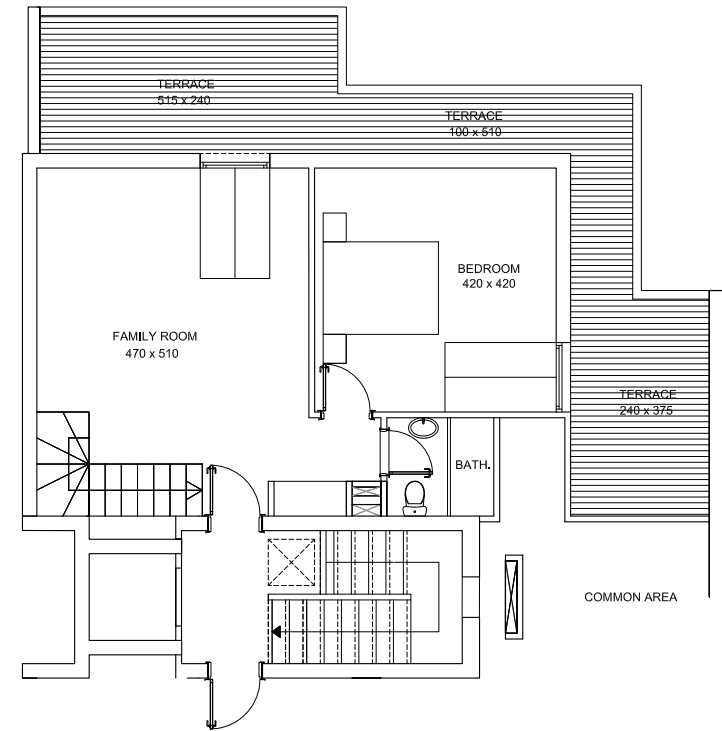 TERRACE
515 x 240
TERRACE
100 x 510
BEDROOM
420 x 420
FAMILY ROOM
470 x 510
TERRACE
240 x 375
BATH.
COMMON AREA